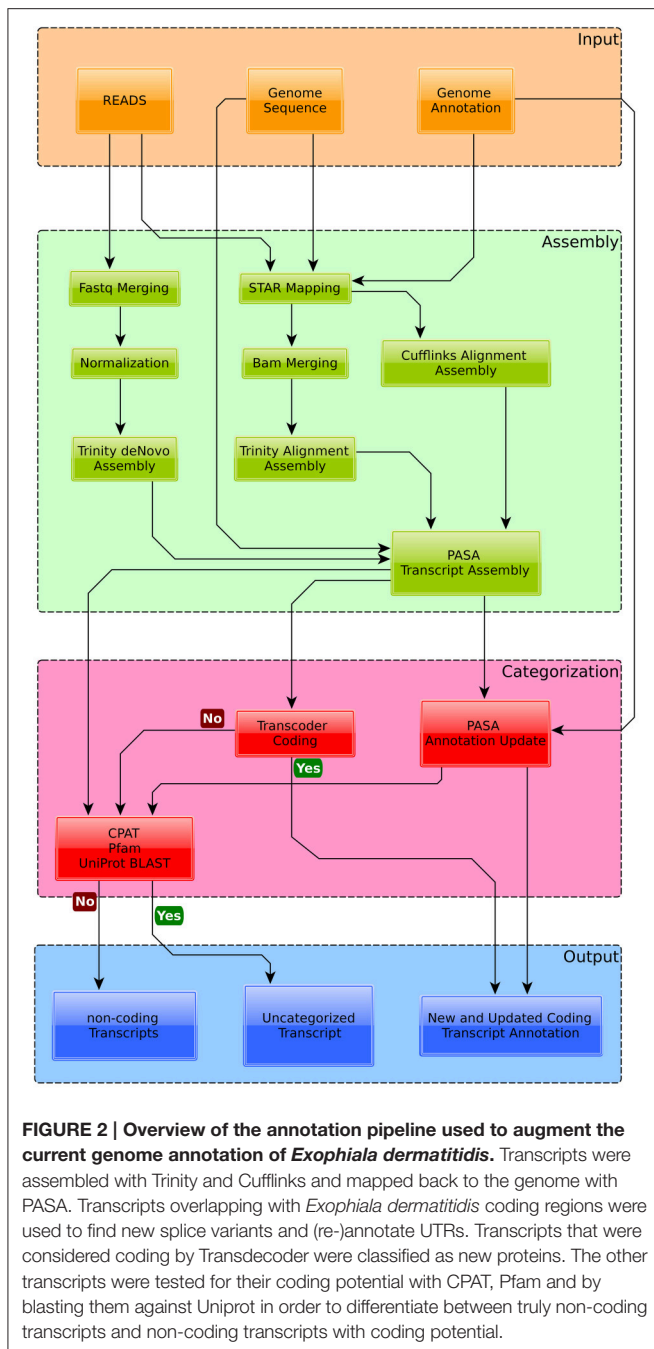 Input
READS
Genome
Sequence
Genome
Annotation
Assembly
Fastq Merging
STAR Mapping
Normalization
Bam Merging
Cufflinks Alignment
Assembly
Trinity deNovo
Assembly
Trinity Alignment
Assembly
PASA
Transcript Assembly
Categorization
No
Transcoder
Coding
PASA
Annotation Update
Yes
CPAT
Pfam
UniProt BLAST
No
Yes
Output
non-coding
Transcripts
Uncategorized
Transcript
New and Updated Coding
Transcript Annotation
FIGURE 2 | Overview of the annotation pipeline used to augment the
current genome annotation of Exophiala dermatitidis. Transcripts were
assembled with Trinity and Cufflinks and mapped back to the genome with
PASA. Transcripts overlapping with Exophiala dermatitidis coding regions were
used to find new splice variants and (re-)annotate UTRs. Transcripts that were
considered coding by Transdecoder were classified as new proteins. The other
transcripts were tested for their coding potential with CPAT, Pfam and by
blasting them against Uniprot in order to differentiate between truly non-coding
transcripts and non-coding transcripts with coding potential.